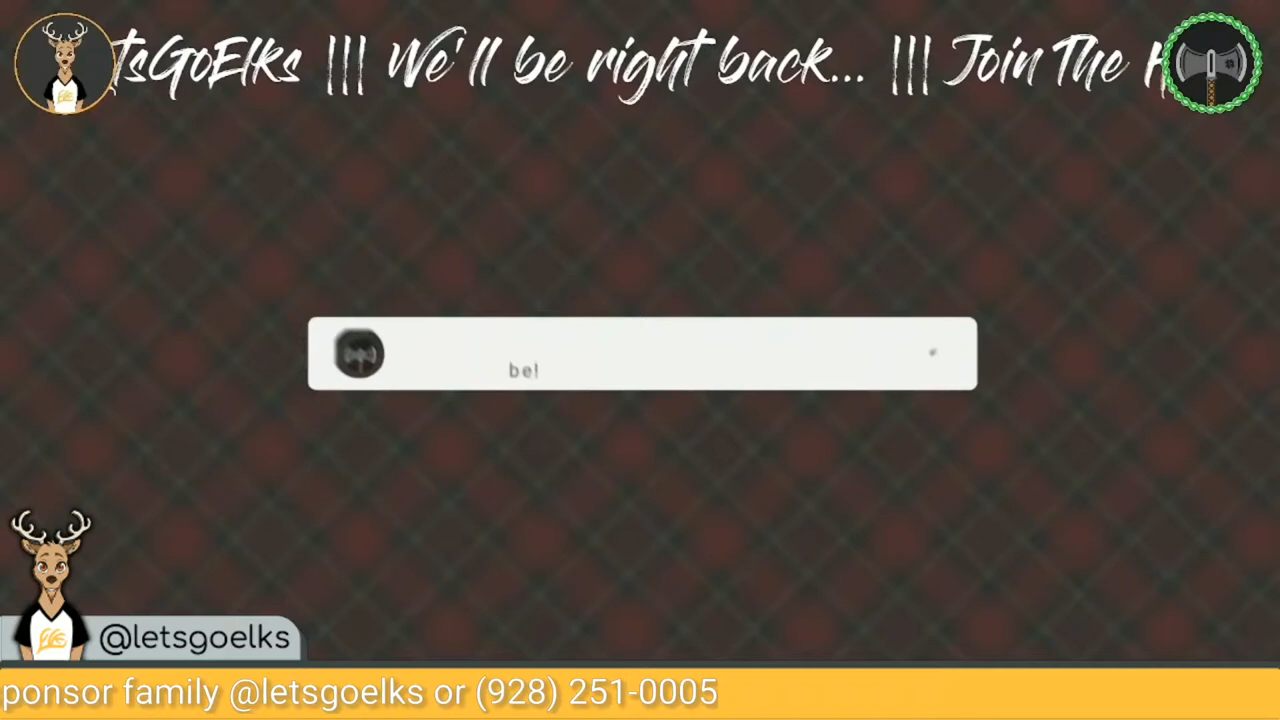 tsGoElks ||| We'll be right back... ||| Join The
be!
@letsgoelks
ponsor family @letsgoelks or (928) 251-0005